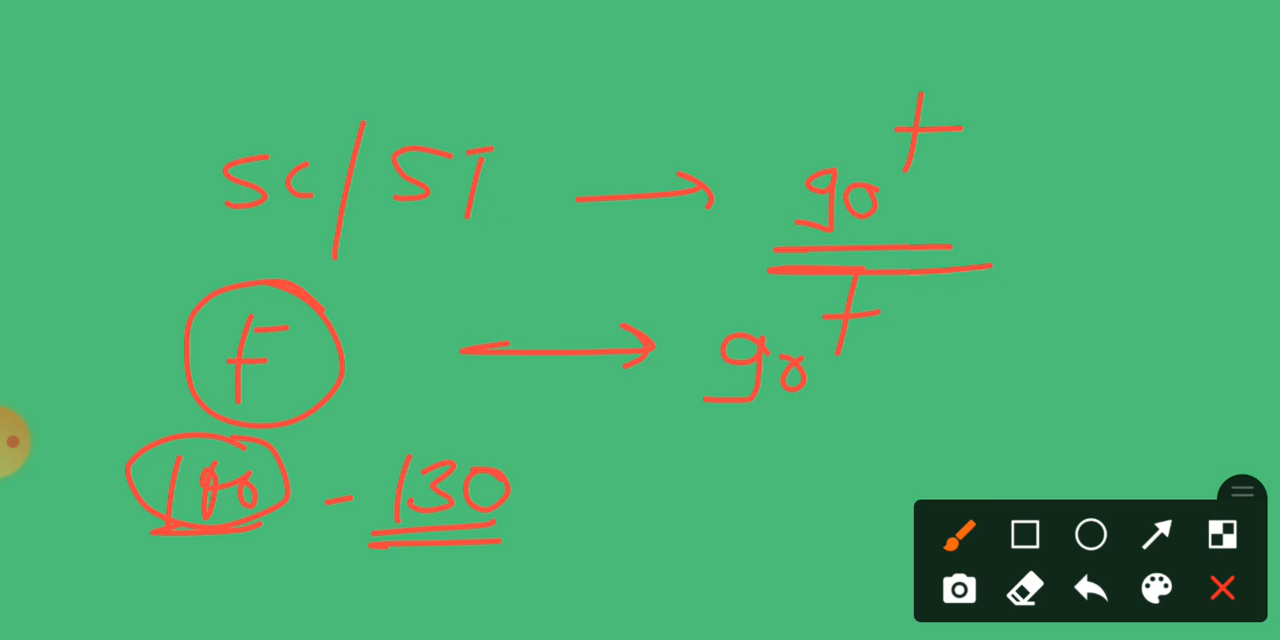 SC/ST → 90+
F → 90+
100 - 130